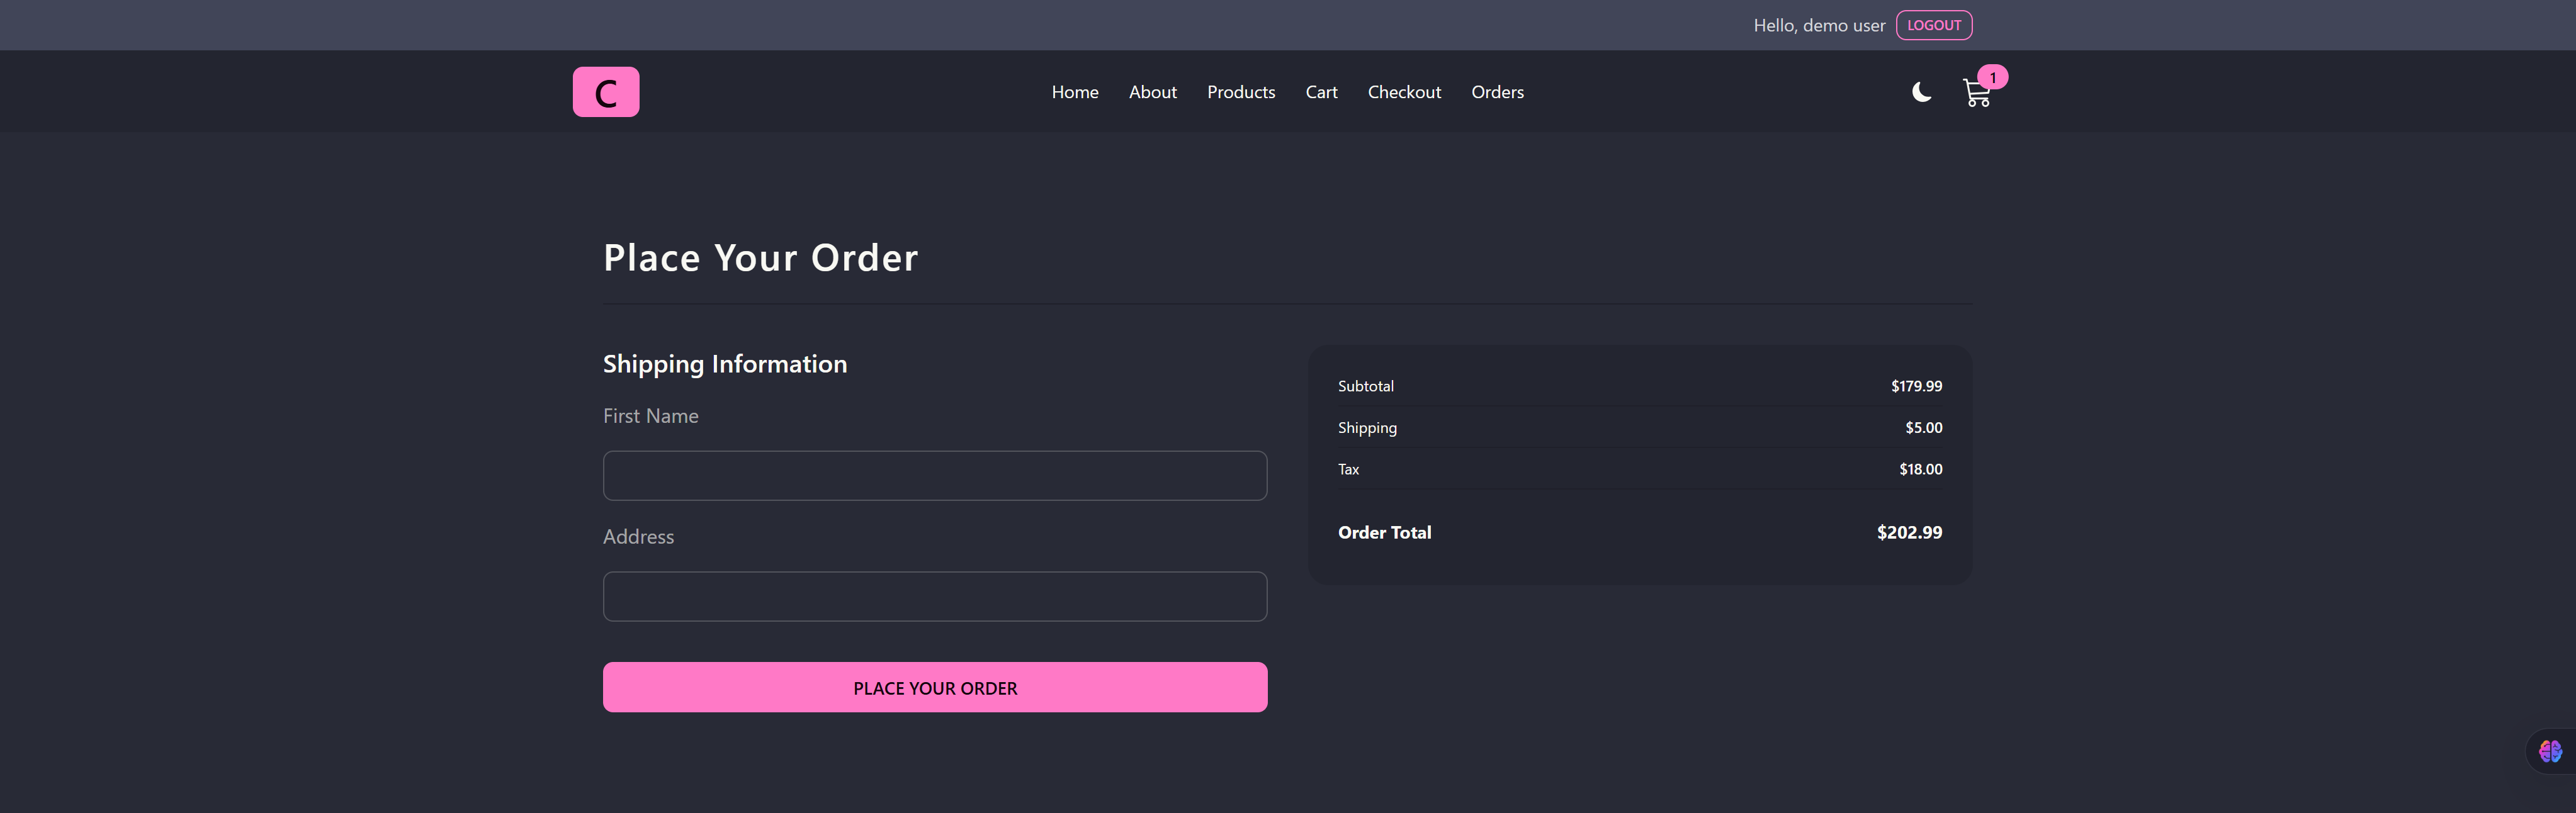 Hello, demo user LOGOUT
C
Home About Products Cart Checkout Orders
1
Place Your Order
Shipping Information
First Name
Address
PLACE YOUR ORDER
Subtotal $179.99
Shipping $5.00
Tax $18.00
Order Total $202.99